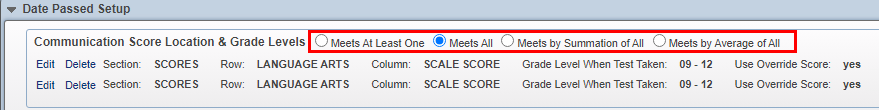 Date Passed Setup
Communication Score Location & Grade Levels Meets At Least One Meets All Meets by Summation of All Meets by Average of All
Edit Delete Section: SCORES Row: LANGUAGE ARTS Column: SCALE SCORE Grade Level When Test Taken: 09 - 12 Use Override Score: yes
Edit Delete Section: SCORES Row: LANGUAGE ARTS Column: SCALE SCORE Grade Level When Test Taken: 09 - 12 Use Override Score: yes